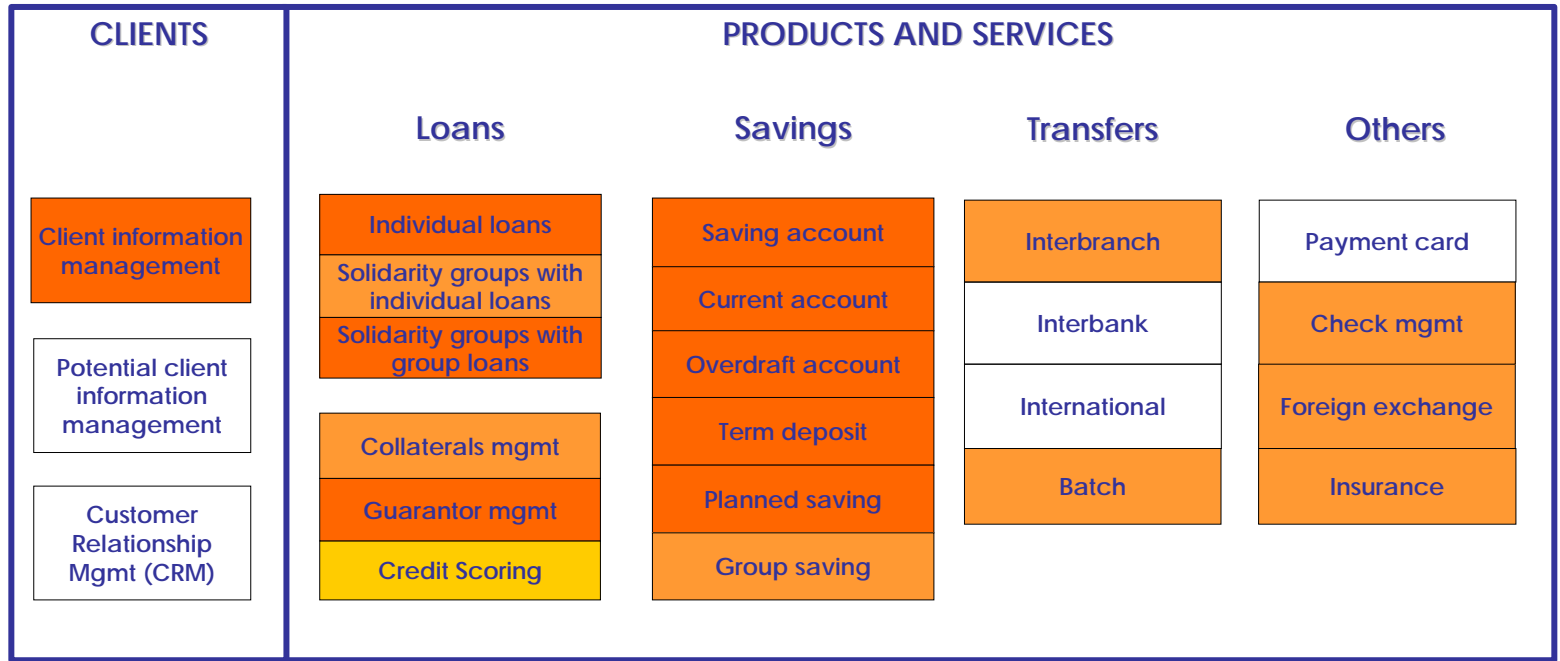 CLIENTS
PRODUCTS AND SERVICES
Loans
Savings
Transfers
Others
Client information
management
Potential client
information
management
Customer
Relationship
Mgmt (CRM)
Individual loans
Solidarity groups with
individual loans
Solidarity groups with
group loans
Collaterals mgmt
Guarantor mgmt
Credit Scoring
Saving account
Current account
Overdraft account
Term deposit
Planned saving
Group saving
Interbranch
Interbank
International
Batch
Payment card
Check mgmt
Foreign exchange
Insurance